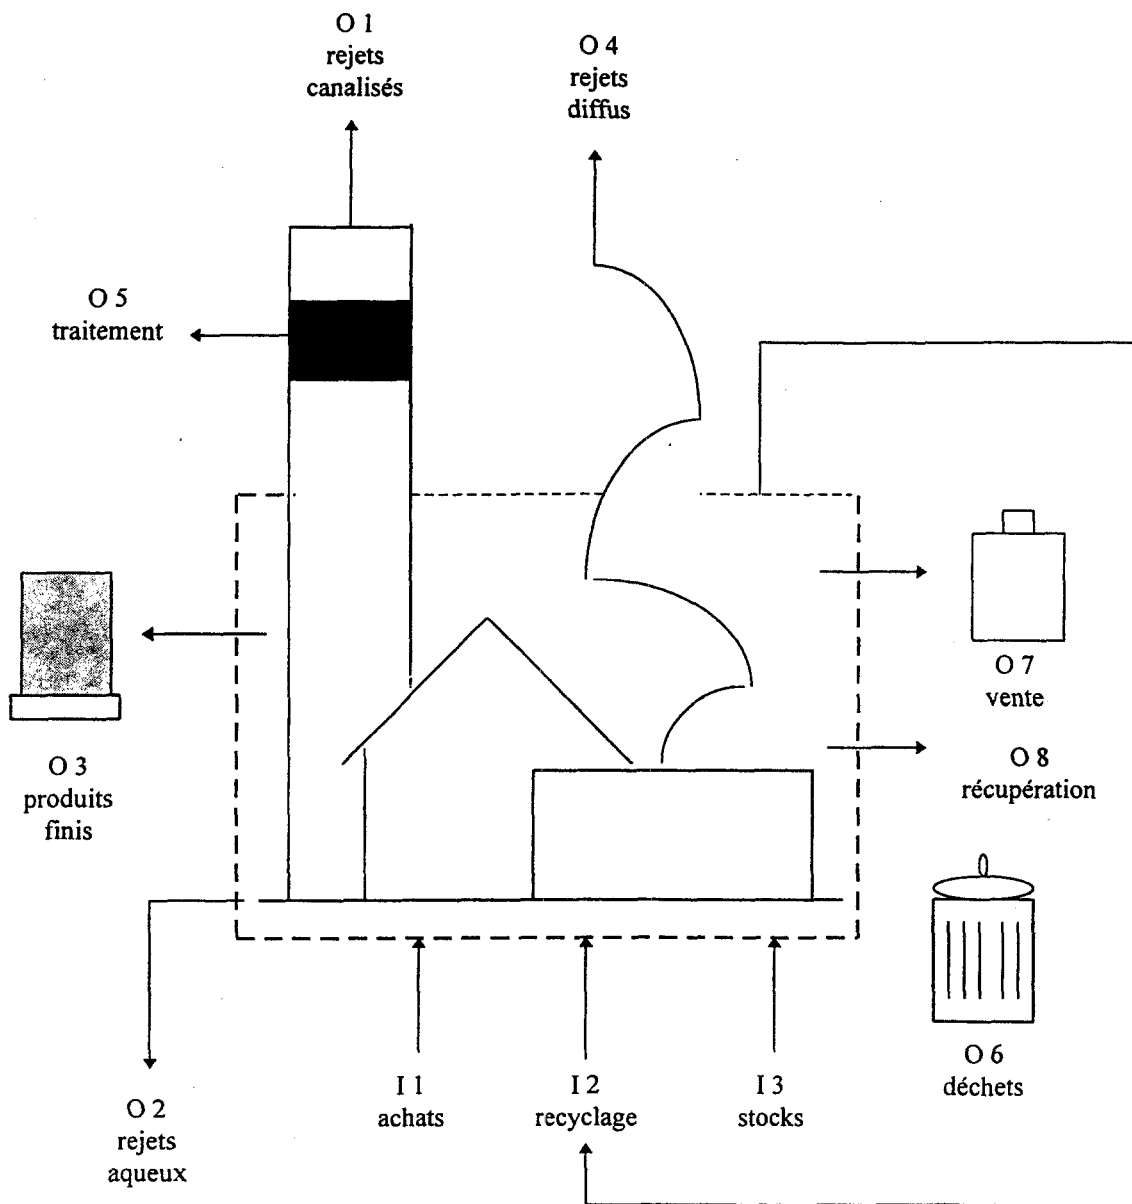 O 1
rejets
canalisés
O 4
rejets
diffus
O 5
traitement
O 7
vente
O 3
produits
finis
O 8
récupération
O 6
déchets
I 1
achats
I 2
recyclage
I 3
stocks
O 2
rejets
aqueux